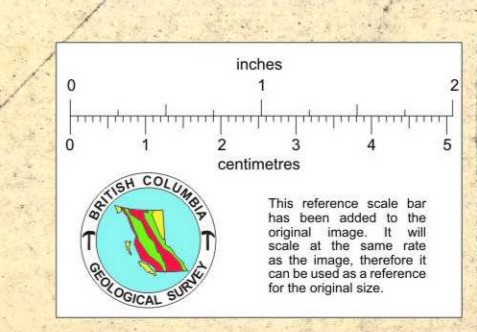 inches
0 1 2
0 1 2 3 4 5
centimetres
BRITISH COLUMBIA
GEOLOGICAL SURVEY
This reference scale bar
has been added to the
original image. It will
scale at the same rate
as the image, therefore it
can be used as a reference
for the original size.